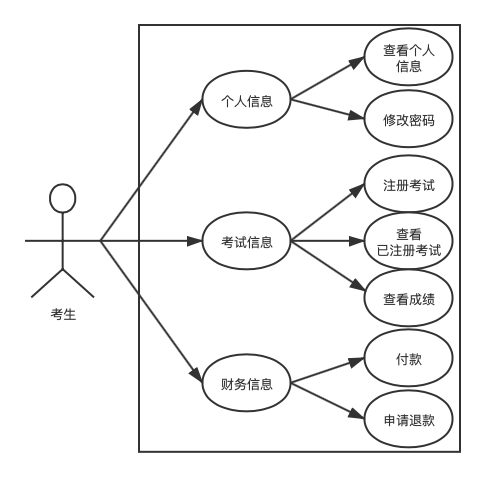 查看个人
信息
个人信息
修改密码
注册考试
考试信息
查看
已注册考试
查看成绩
考生
付款
财务信息
申请退款